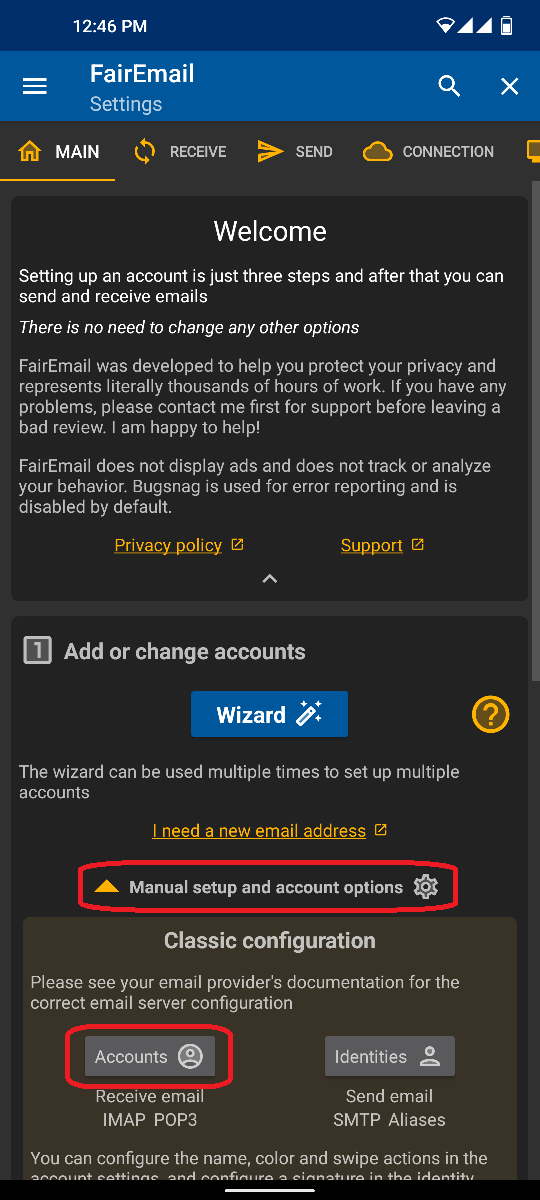 12:46 PM
FairEmail
Settings
MAIN
RECEIVE
SEND
CONNECTION
Welcome
Setting up an account is just three steps and after that you can
send and receive emails
There is no need to change any other options
FairEmail was developed to help you protect your privacy and
represents literally thousands of hours of work. If you have any
problems, please contact me first for support before leaving a
bad review. I am happy to help!
FairEmail does not display ads and does not track or analyze
your behavior. Bugsnag is used for error reporting and is
disabled by default.
Privacy policy
Support
1 Add or change accounts
Wizard
?
The wizard can be used multiple times to set up multiple
accounts
I need a new email address
Manual setup and account options
Classic configuration
Please see your email provider's documentation for the
correct email server configuration
Accounts
Identities
Receive email
Send email
IMAP POP3
SMTP Aliases
You can configure the name, color and swipe actions in the
account settings, and configure a signature in the identity